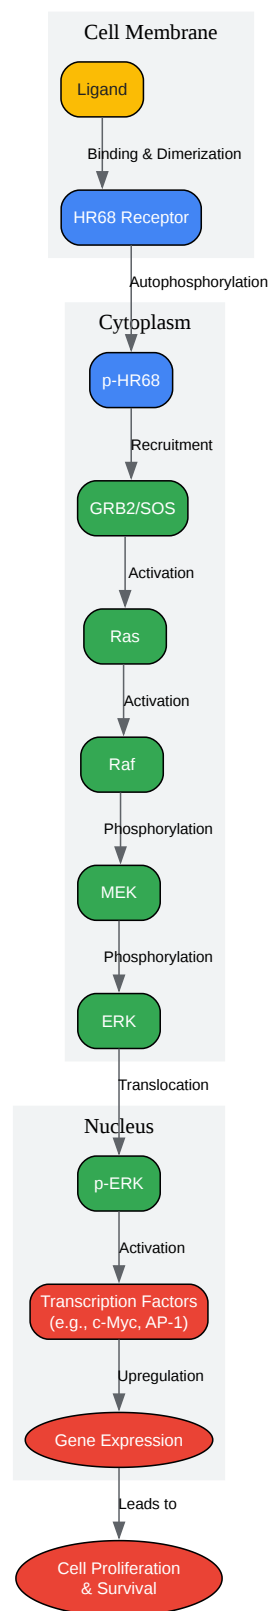 Cell Membrane
Ligand
Binding & Dimerization
HR68 Receptor
Autophosphorylation
Cytoplasm
p-HR68
Recruitment
GRB2/SOS
Activation
Ras
Activation
Raf
Phosphorylation
MEK
Phosphorylation
ERK
Translocation
Nucleus
p-ERK
Activation
Transcription Factors
(e.g., c-Myc, AP-1)
Upregulation
Gene Expression
Leads to
Cell Proliferation
& Survival